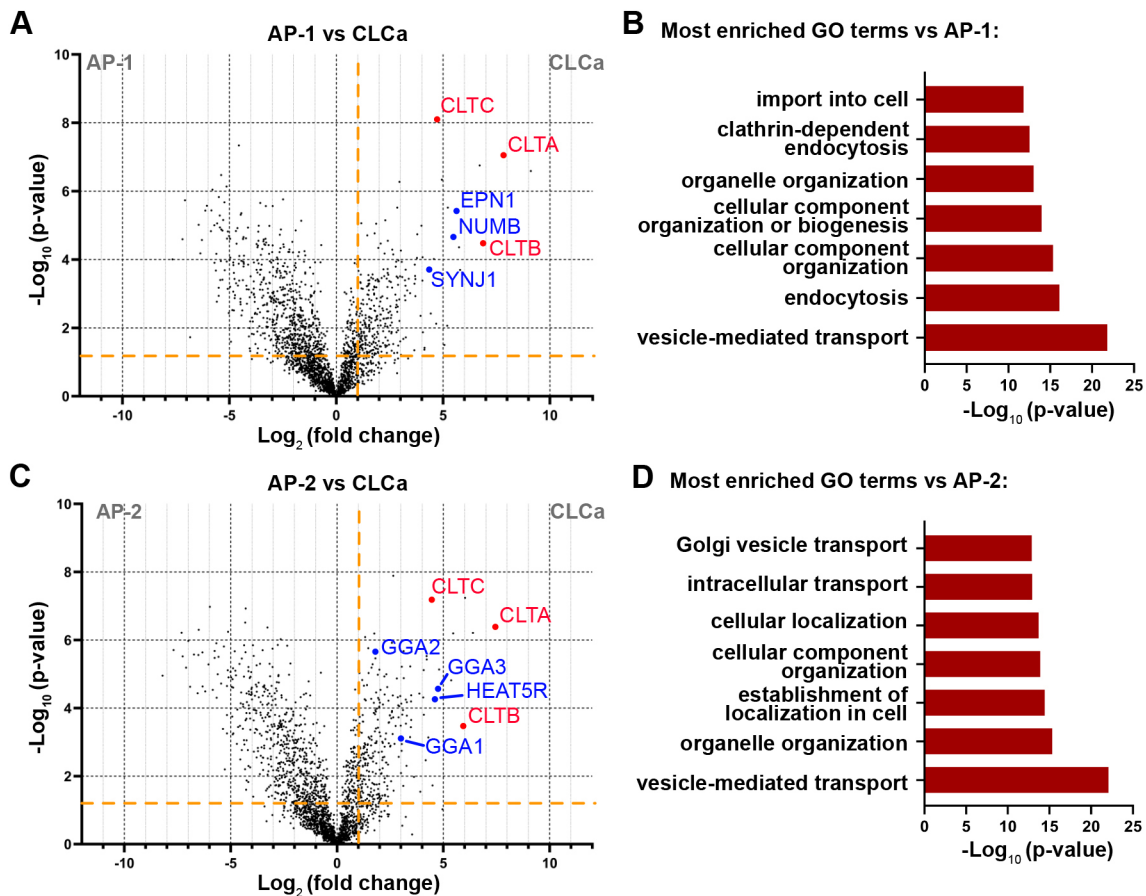 A
AP-1 vs CLCa
AP-1
CLCa
10
8
6
4
2
0
-Log10 (p-value)
CLTC
CLTA
EPN1
NUMB
CLTB
SYNJ1
-10 -5 0 5 10
Log2 (fold change)
B Most enriched GO terms vs AP-1:
import into cell
clathrin-dependent
endocytosis
organelle organization
cellular component
organization or biogenesis
cellular component
organization
endocytosis
vesicle-mediated transport
0 5 10 15 20 25
-Log10 (p-value)
C
AP-2 vs CLCa
AP-2
CLCa
10
8
6
4
2
0
-Log10 (p-value)
CLTC
CLTA
GGA2
GGA3
HEAT5R
CLTB
GGA1
-10 -5 0 5 10
Log2 (fold change)
D Most enriched GO terms vs AP-2:
Golgi vesicle transport
intracellular transport
cellular localization
cellular component
organization
establishment of
localization in cell
organelle organization
vesicle-mediated transport
0 5 10 15 20 25
-Log10 (p-value)